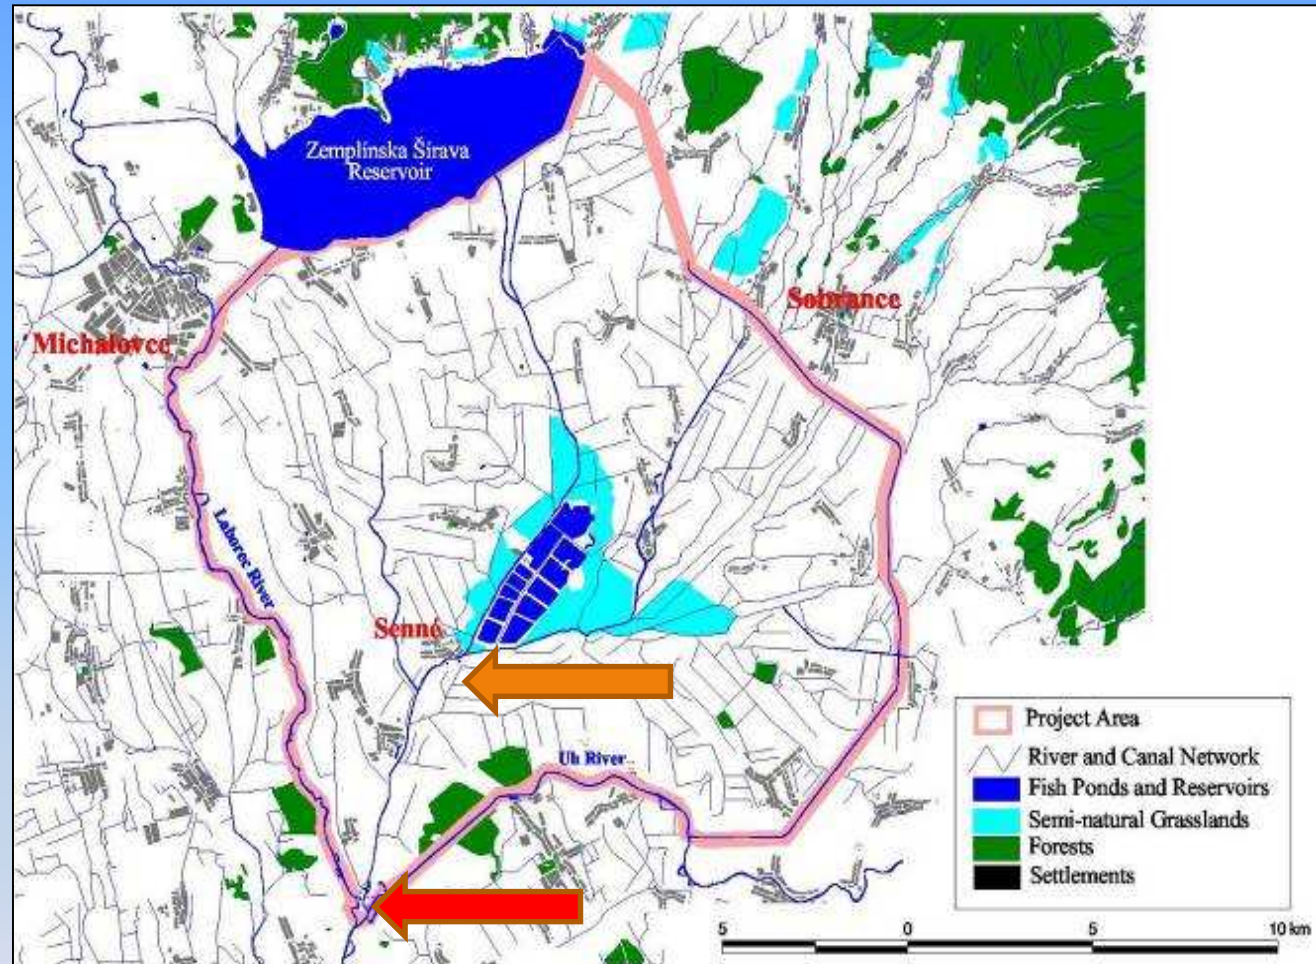 Zemplínska Šírava
Reservoir
Sobrance
Michalovce
Laborec River
Senné
Uh River
Project Area
River and Canal Network
Fish Ponds and Reservoirs
Semi-natural Grasslands
Forests
Settlements
5
0
5
10 km